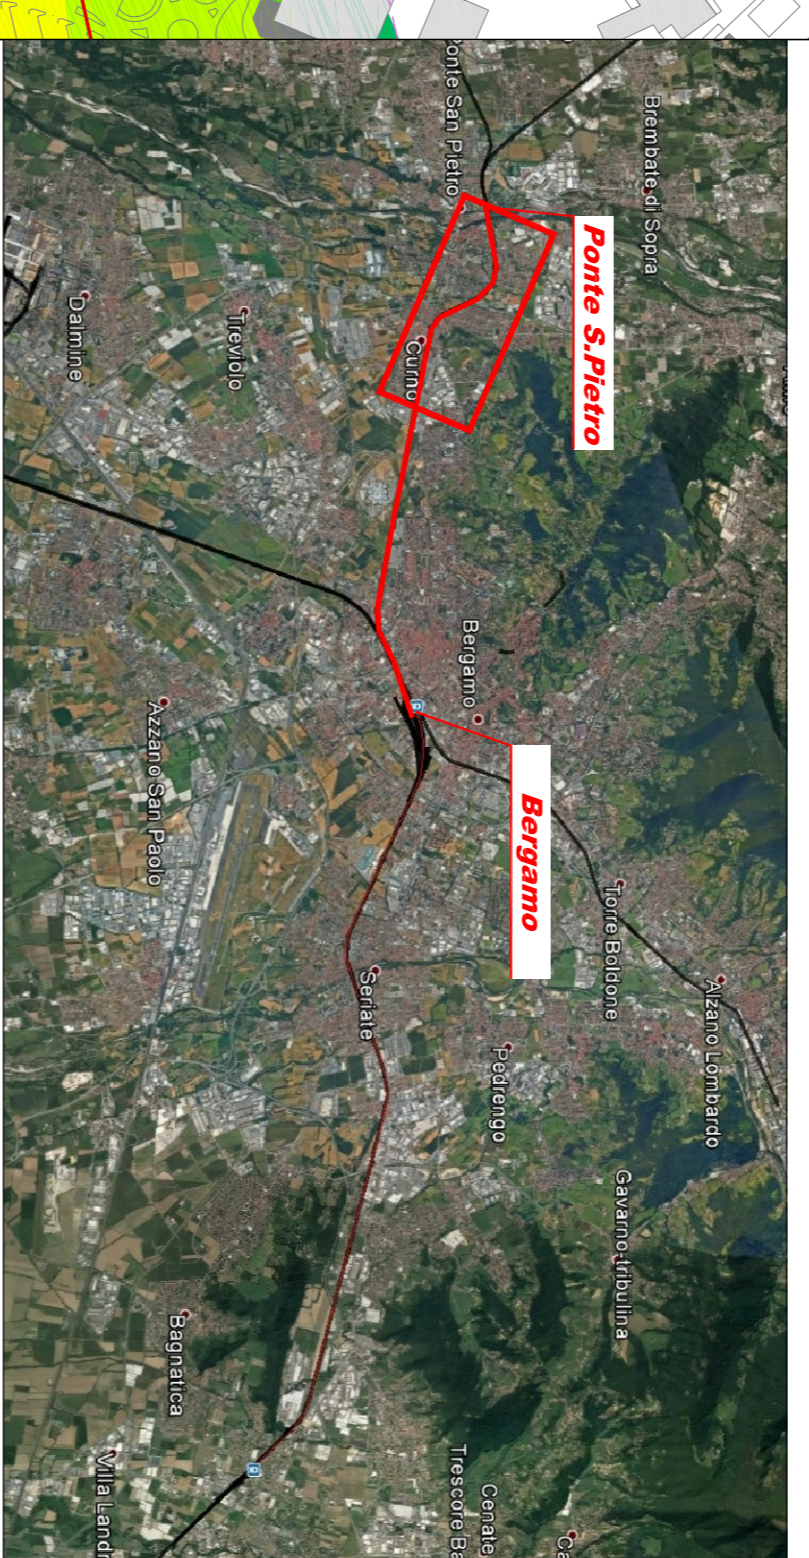 Alzano Lombardo
Brembate di Sopra
Gavarno-tribulina
Torre Boldone
Ponte S.Pietro
Ca
Bergamo
Pedrengo
Cenate
Bergamo
Trescore Ba
Ponte San Pietro
Curno
Seriate
Treviolo
Bagnatica
Azzano San Paolo
Villa Landr
Dalmine